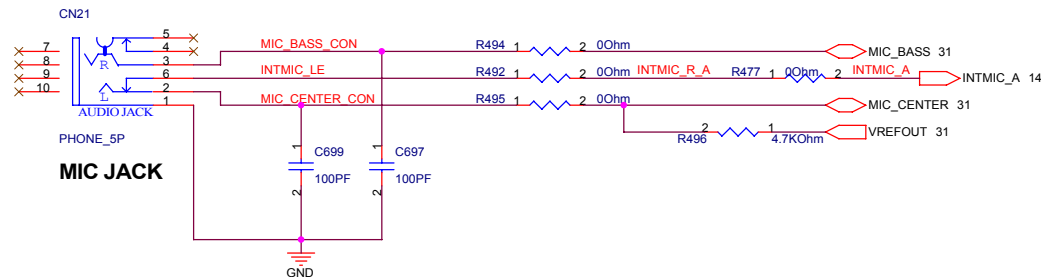 CN21
5
4
3
6
2
1
7
8
9
10
R
L
AUDIO JACK
PHONE_5P
MIC JACK
MIC_BASS_CON R494 1 2 0Ohm MIC_BASS 31
INTMIC_LE R492 1 2 0Ohm INTMIC_R_A R477 1 0Ohm 2 INTMIC_A INTMIC_A 14
MIC_CENTER_CON R495 1 2 0Ohm MIC_CENTER 31
R496 2 1 4.7KOhm VREFOUT 31
1 C699 1 C697
100PF 100PF
2 2
GND